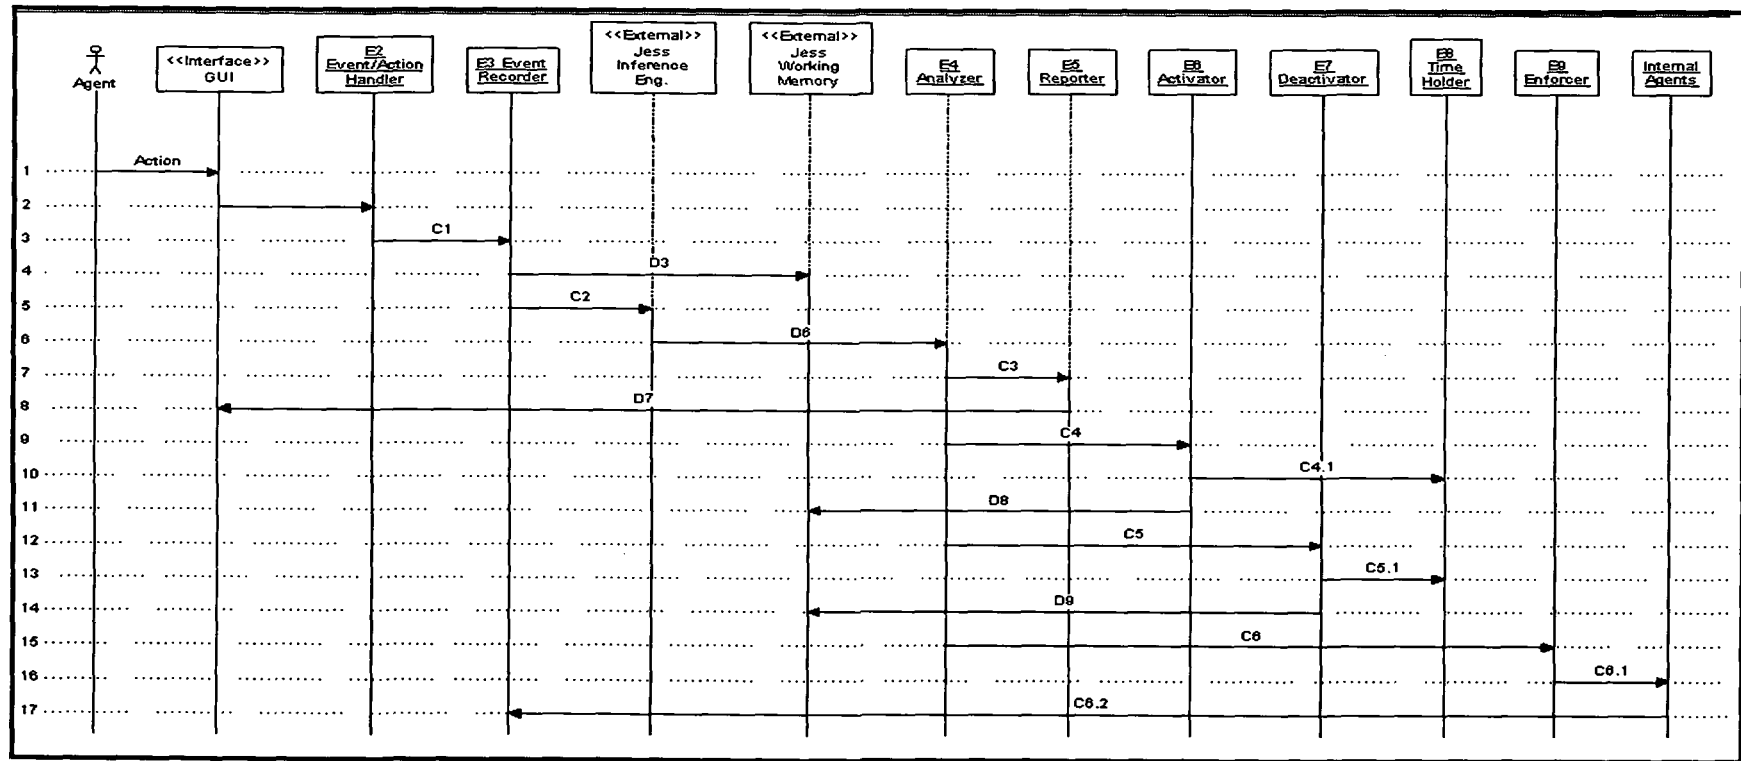 Agent
<<Interface>>
GUI
E2
Event/Action
Handler
E3 Event
Recorder
<<External>>
Jess
Inference
Eng.
<<External>>
Jess
Working
Memory
E4
Analyzer
E5
Reporter
E6
Activator
E7
Deactivator
E8
Time
Holder
E9
Enforcer
Internal
Agents
1
Action
2
3
C1
4
D3
5
C2
6
D6
7
C3
8
D7
9
C4
10
C4.1
11
D8
12
C5
13
C5.1
14
D9
15
C6
16
C6.1
17
C6.2